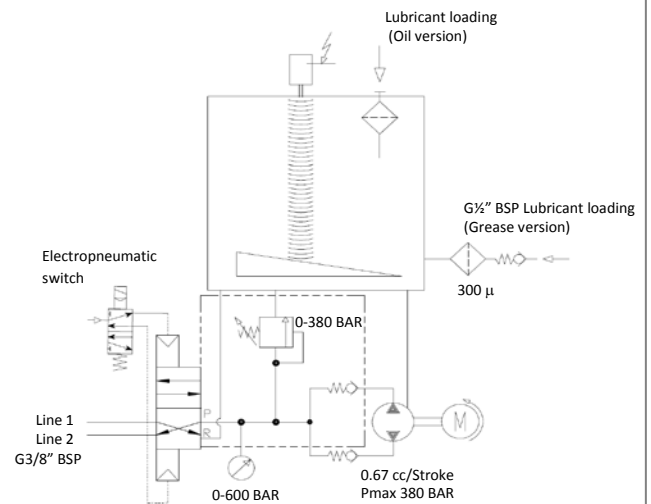 Lubricant loading
(Oil version)
G½” BSP Lubricant loading
(Grease version)
300 µ
Electropneumatic
switch
0-380 BAR
P
R
M
Line 1
Line 2
G3/8” BSP
0-600 BAR
0.67 cc/Stroke
Pmax 380 BAR